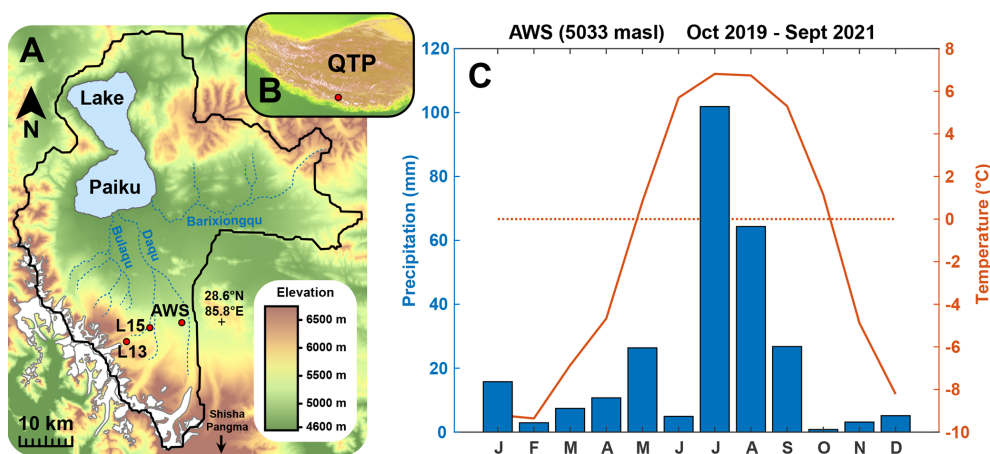 A
N
Lake
Paiku
Barixiongqu
Bulaqu
Daqu
L15
L13
AWS
28.6°N
85.8°E
+
Elevation
6500 m
6000 m
5500 m
5000 m
4600 m
10 km
Shisha
Pangma
B
QTP
AWS (5033 masl) Oct 2019 - Sept 2021
C
Precipitation (mm)
120
100
80
60
40
20
0
J F M A M J J A S O N D
8
6
4
2
0
-2
-4
-6
-8
-10
Temperature (°C)